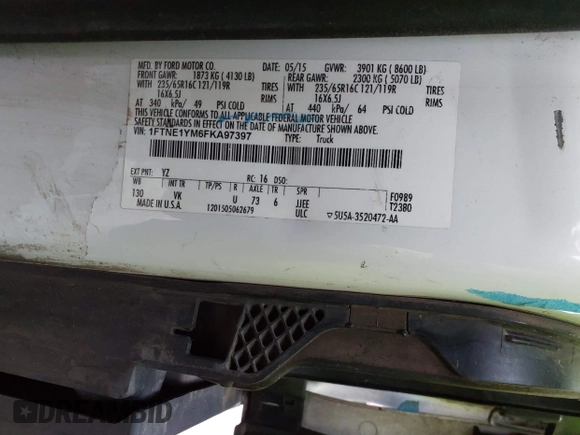 MFD. BY FORD MOTOR CO.
DATE: 05/15 GVWR: 3901 KG ( 8600 LB)
FRONT GAWR: 1873 KG ( 4130 LB) REAR GAWR: 2300 KG ( 5070 LB)
WITH 235/65R16C 121/119R TIRES WITH 235/65R16C 121/119R TIRES
16X6.5J RIMS 16X6.5J RIMS
AT 340 kPa/ 49 PSI COLD AT 440 kPa/ 64 PSI COLD
THIS VEHICLE CONFORMS TO ALL APPLICABLE FEDERAL MOTOR VEHICLE
SAFETY STANDARDS IN EFFECT ON THE DATE OF MANUFACTURE SHOWN ABOVE.
VIN: 1FTNE1YM6FKA97397 TYPE: Truck
EXT PNT: YZ RC: 16 DSO:
WB INT TR TP/PS R AXLE TR SPR
130 VK U 73 6 JJEE
MADE IN U.S.A. 1201505062679 ULC
F0989
T2380
5U5A-3520472-AA
DREAMBID